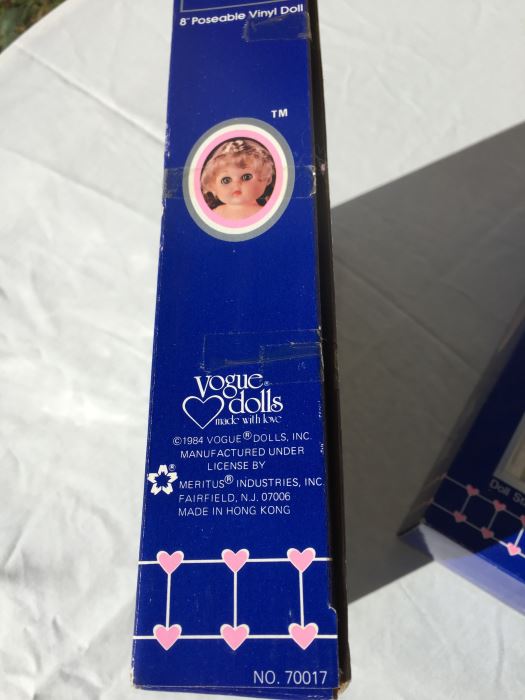 8" Poseable Vinyl Doll
TM
vogue®
dolls
made with love
©1984 VOGUE® DOLLS, INC.
MANUFACTURED UNDER
LICENSE BY
® MERITUS® INDUSTRIES, INC.
FAIRFIELD, N.J. 07006
MADE IN HONG KONG
NO. 70017
Doll